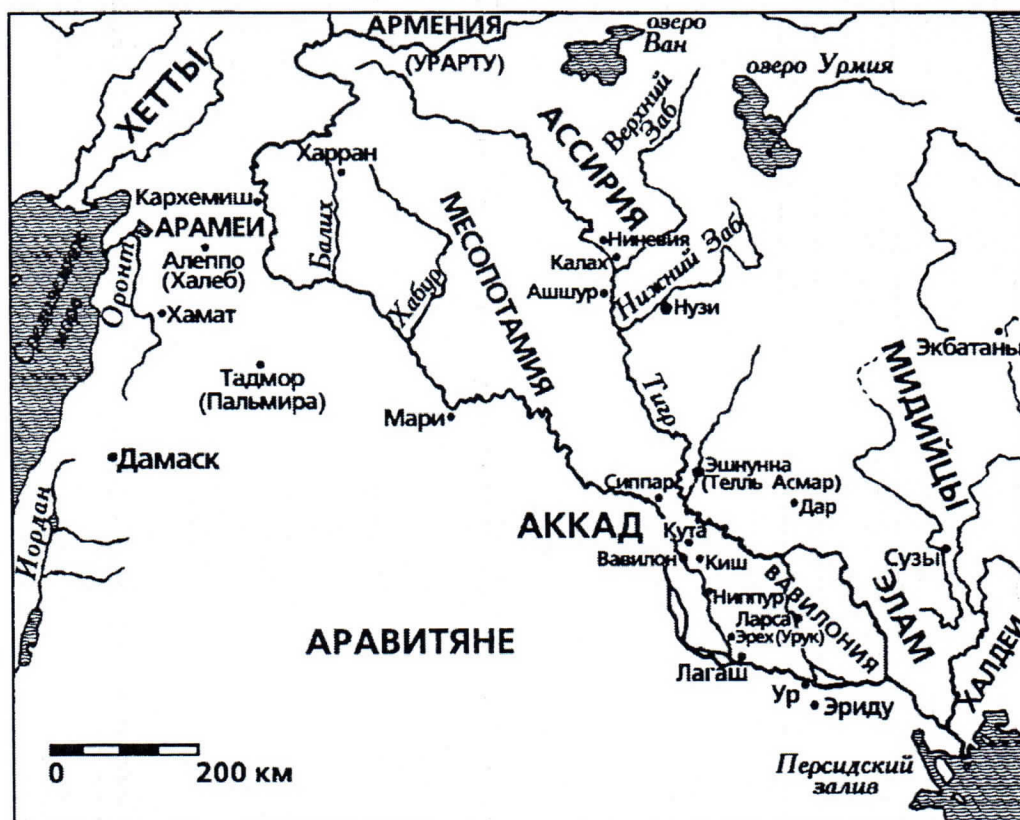 АРМЕНИЯ
(УРАРТУ)
озеро
Ван
озеро Урмия
ХЕТТЫ
Верхний
Заб
АССИРИЯ
Харран
Кархемиш
АРАМЕИ
Алеппо
(Халеб)
Оронт
Средиземное
море
Хамат
Балих
Хабур
МЕСОПОТАМИЯ
Ниневия
Калах
Ашшур
Нижний Заб
Нузи
Экбатаны
Тадмор
(Пальмира)
Мари
Тигр
МИДИЙЦЫ
Дамаск
Иордан
Эшнунна
(Телль Асмар)
Сиппар
Дар
АККАД
Кута
Вавилон
Киш
Сузы
ВАВИЛОНИЯ
Ниппур
Ларса
Эрех (Урук)
ЭЛАМ
ХАЛДЕИ
АРАВИТЯНЕ
Лагаш
Ур
Эриду
0 200 км
Персидский
залив